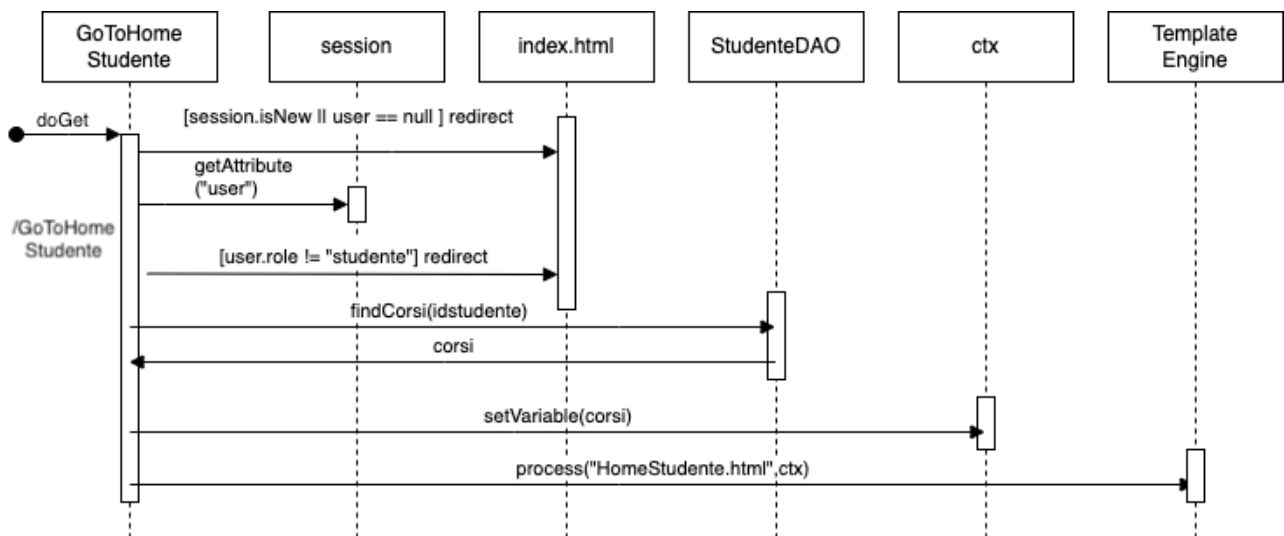 GoToHome
Studente
session
index.html
StudenteDAO
ctx
Template
Engine
doGet
[session.isNew || user == null ] redirect
getAttribute
("user")
/GoToHome
Studente
[user.role != "studente"] redirect
findCorsi(idstudente)
corsi
setVariable(corsi)
process("HomeStudente.html",ctx)